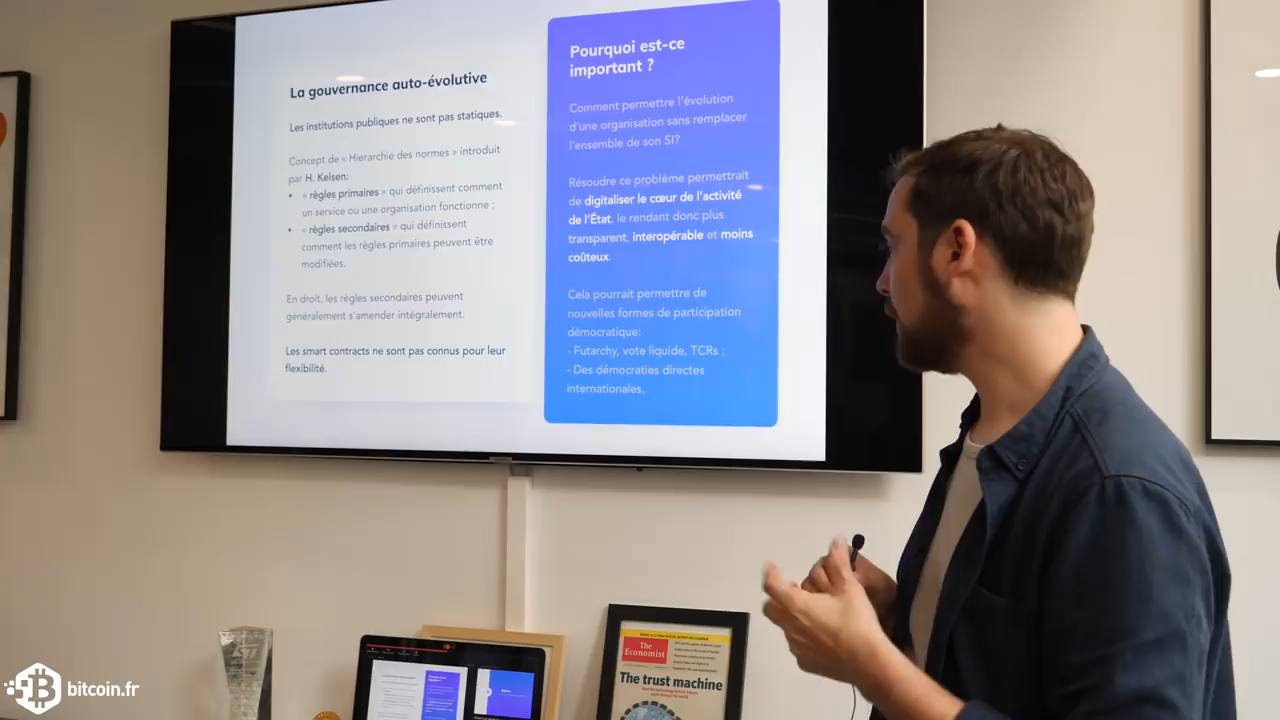 La gouvernance auto-évolutive
Les institutions publiques ne sont pas statiques.
Concept de « Hierarchie des normes » introduit
par H. Kelsen:
• « règles primaires » qui définissent comment
un service ou une organisation fonctionne ;
• « règles secondaires » qui définissent
comment les règles primaires peuvent être
modifiées.
En droit, les règles secondaires peuvent
généralement s'amender intégralement.
Les smart contracts ne sont pas connus pour leur
flexibilité.
Pourquoi est-ce
important ?
Comment permettre l'évolution
d'une organisation sans remplacer
l'ensemble de son SI?
Résoudre ce problème permettrait
de digitaliser le cœur de l'activité
de l'État, le rendant donc plus
transparent, interopérable et moins
coûteux.
Cela pourrait permettre de
nouvelles formes de participation
démocratique:
- Futarchy, vote liquide, TCRs ;
- Des démocraties directes
internationales.
The
Economist
The trust machine
bitcoin.fr